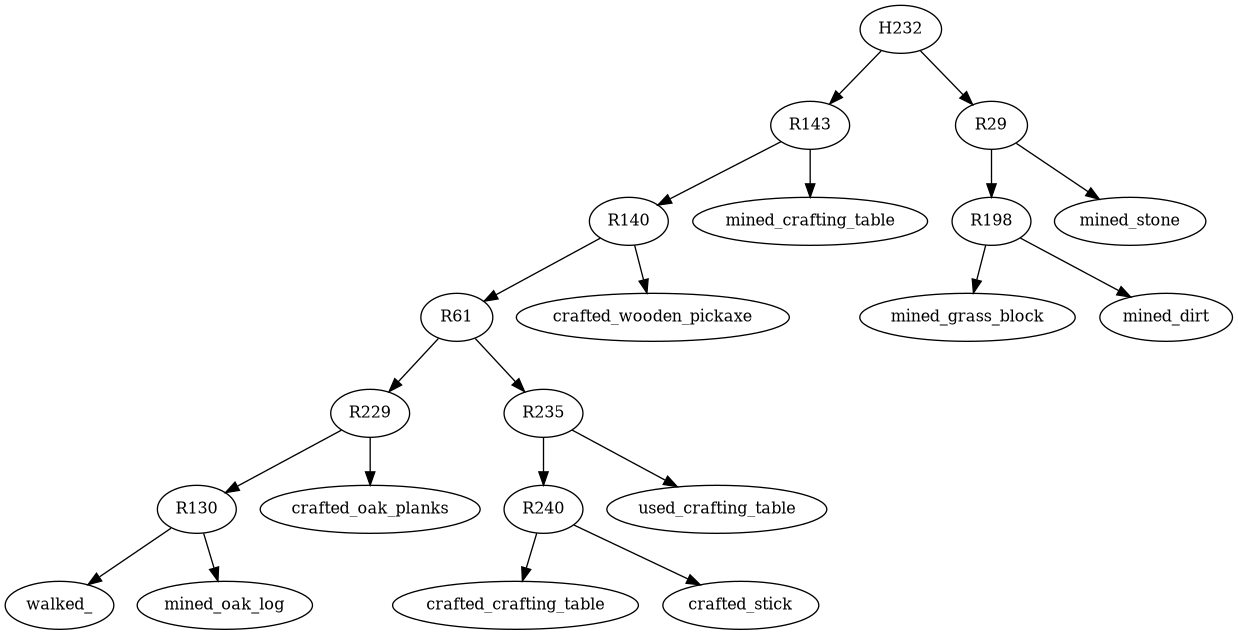 H232
R143
R29
R140
mined_crafting_table
R198
mined_stone
R61
crafted_wooden_pickaxe
mined_grass_block
mined_dirt
R229
R235
R130
crafted_oak_planks
R240
used_crafting_table
walked_
mined_oak_log
crafted_crafting_table
crafted_stick